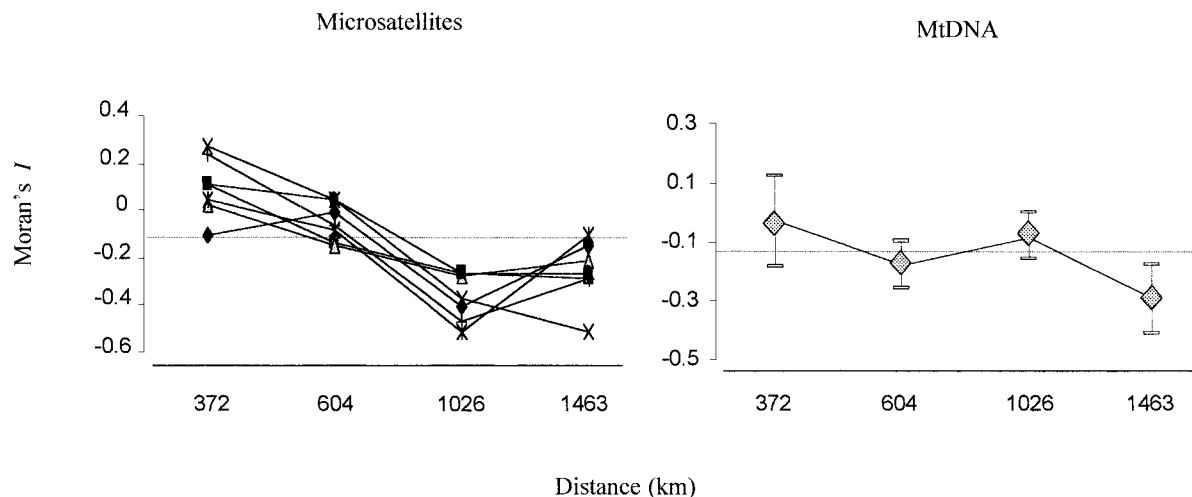 Microsatellites
MtDNA
Moran's I
0.4
0.2
0
-0.2
-0.4
-0.6
372 604 1026 1463
0.3
0.1
-0.1
-0.3
-0.5
372 604 1026 1463
Distance (km)